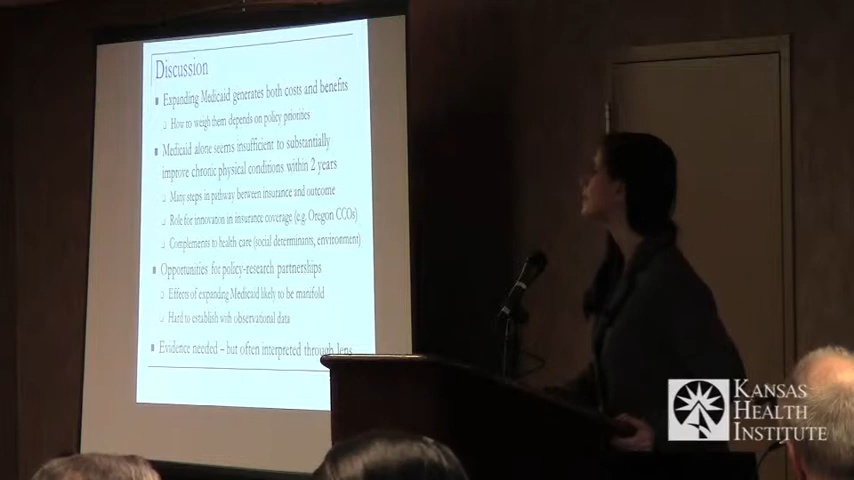 Discussion
Expanding Medicaid generates both costs and benefits
How to weigh them depends on policy priorities
Medicaid alone seems insufficient to substantially
improve chronic physical conditions within 2 years
Many steps in pathway between insurance and outcome
Role for innovation in insurance coverage (e.g. Oregon CCOs)
Complements to health care (social determinants, environment)
Opportunities for policy-research partnerships
Effects of expanding Medicaid likely to be manifold
Hard to establish with observational data
Evidence needed – but often interpreted through lens
KANSAS
HEALTH
INSTITUTE